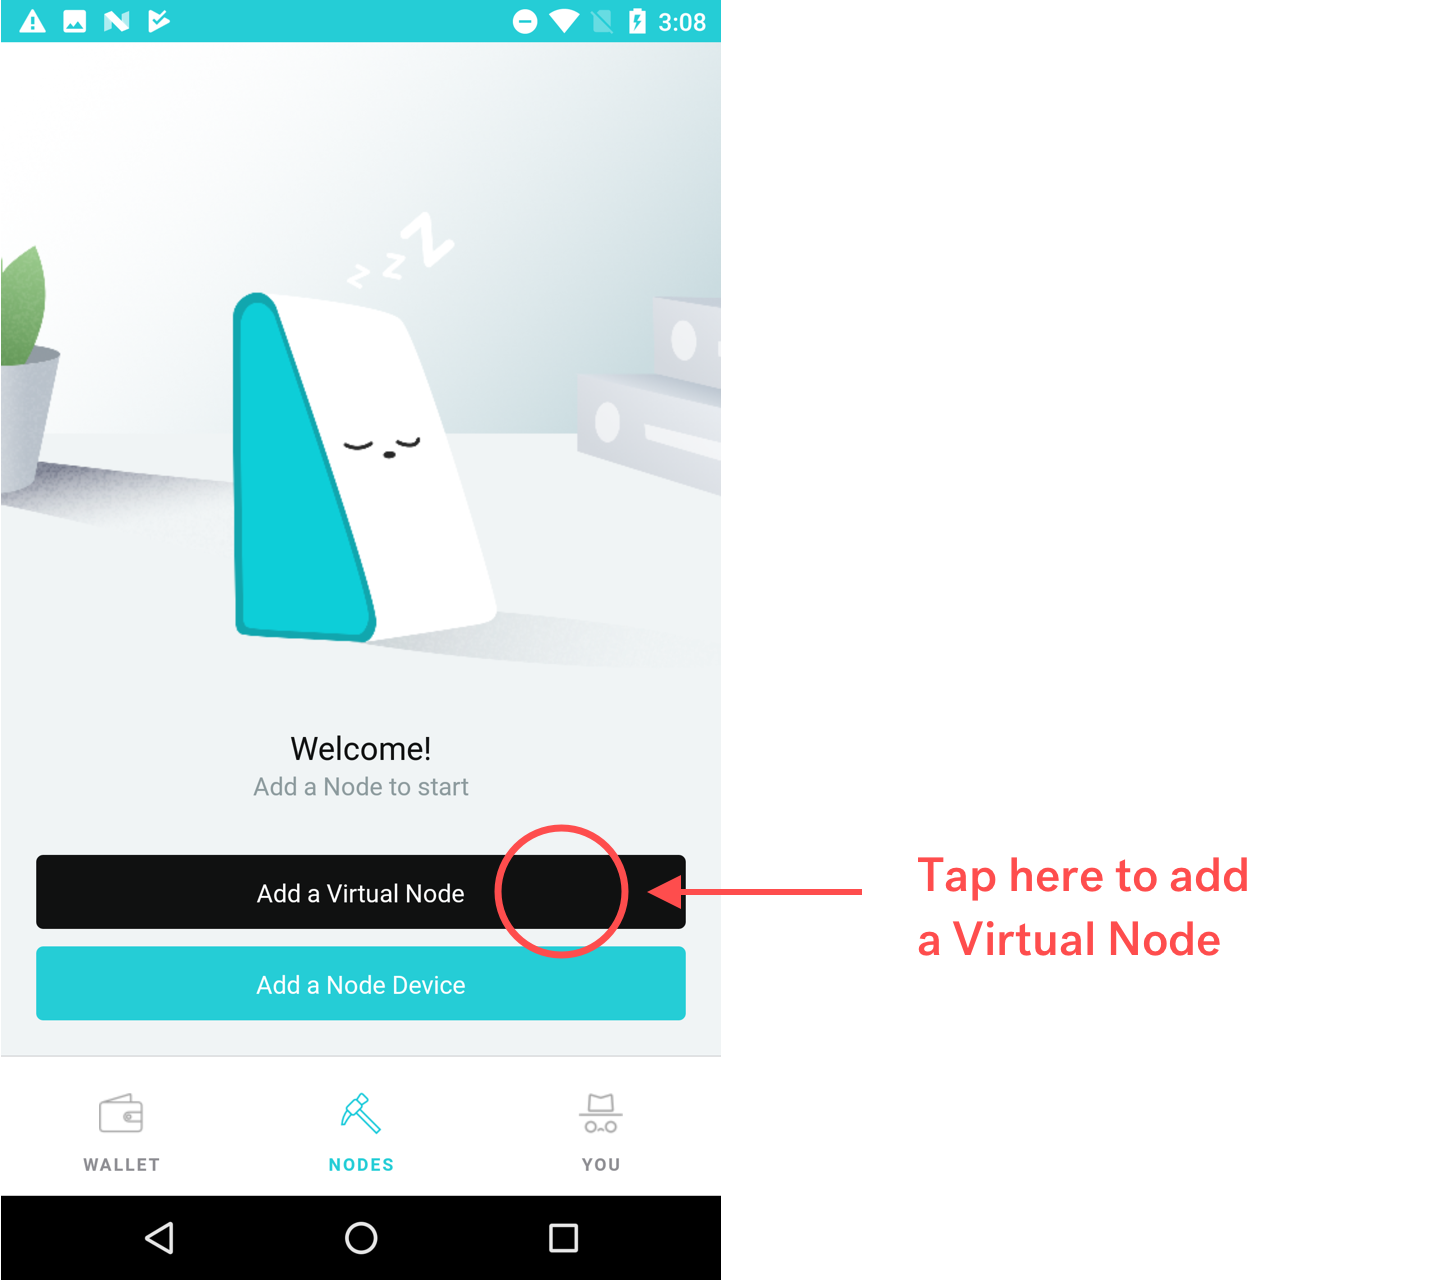 3:08
z z Z
Welcome!
Add a Node to start
Add a Virtual Node
Tap here to add
a Virtual Node
Add a Node Device
WALLET NODES YOU